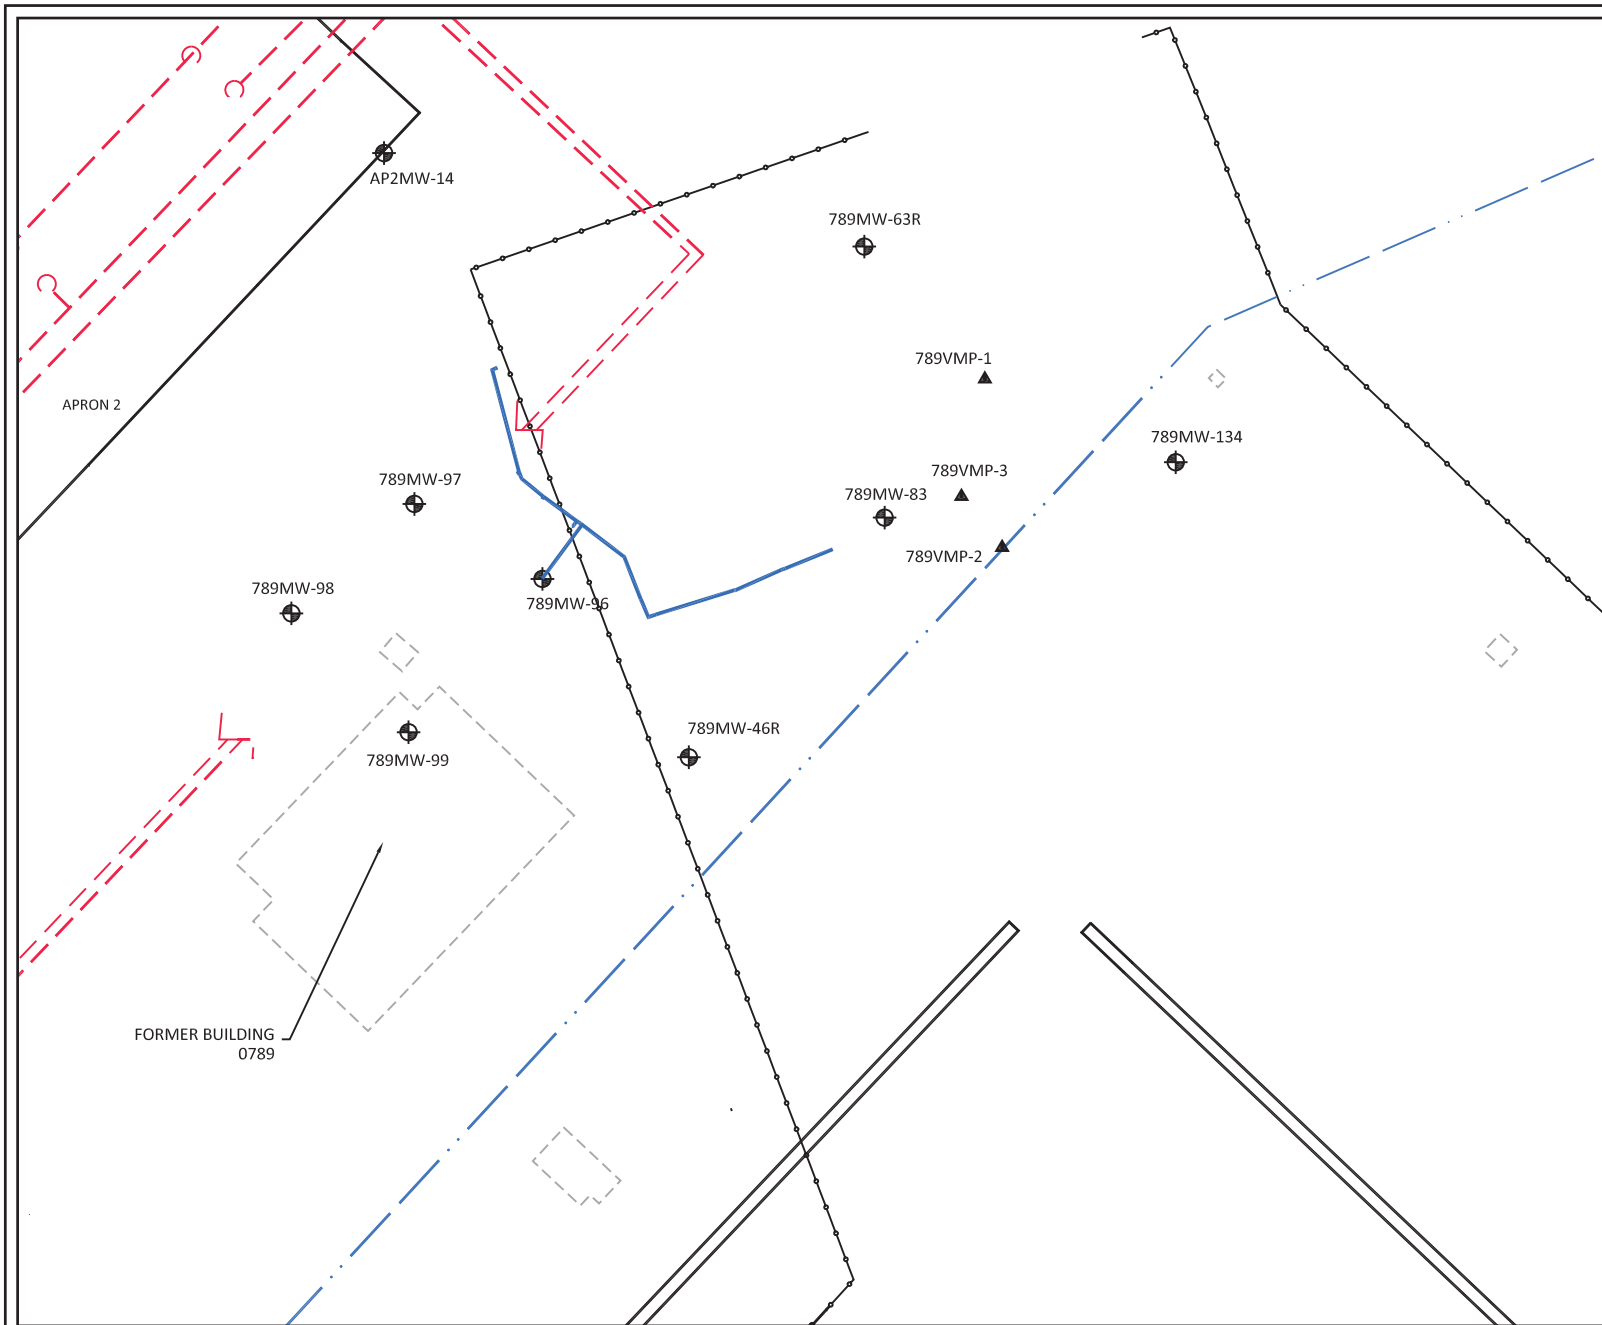 AP2MW-14
789MW-63R
789VMP-1
APRON 2
789MW-134
789VMP-3
789MW-97
789MW-83
789VMP-2
789MW-98
789MW-96
789MW-46R
789MW-99
FORMER BUILDING
0789